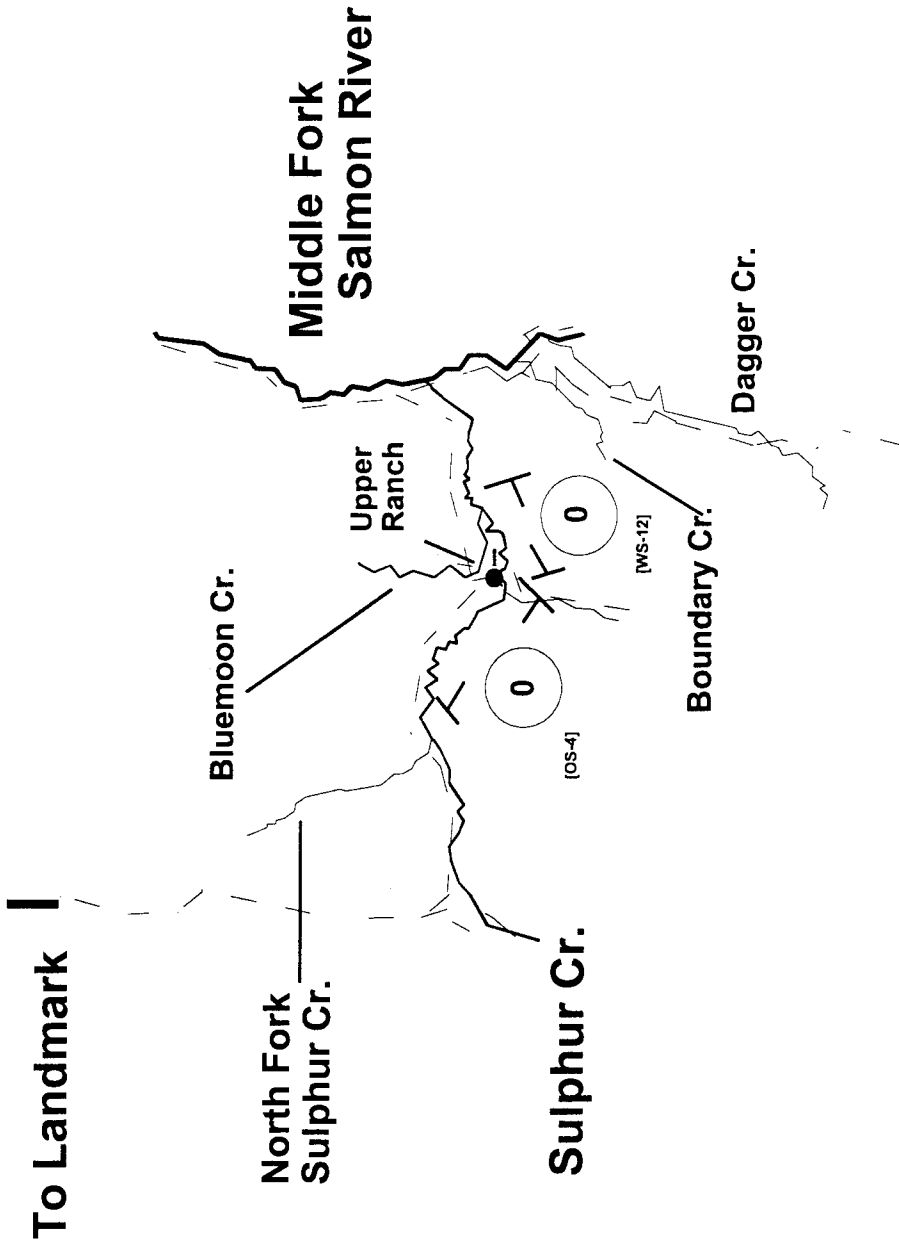 To Landmark
North Fork
Sulphur Cr.
Bluemoon Cr.
Upper
Ranch
Middle Fork
Salmon River
Sulphur Cr.
[OS-4]
0
[WS-12]
0
Boundary Cr.
Dagger Cr.